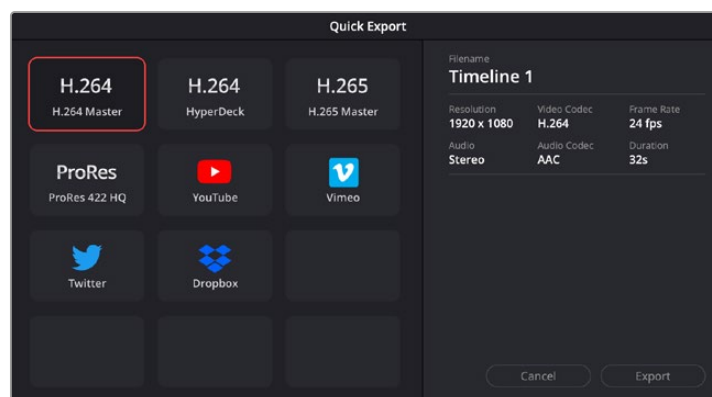 Quick Export
H.264
H.264 Master
H.264
HyperDeck
H.265
H.265 Master
ProRes
ProRes 422 HQ
YouTube
Vimeo
Twitter
Dropbox
Filename
Timeline 1
Resolution
1920 x 1080
Video Codec
H.264
Frame Rate
24 fps
Audio
Stereo
Audio Codec
AAC
Duration
32s
Cancel
Export